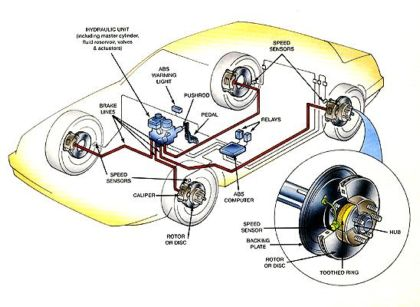 HYDRAULIC UNIT
(including master cylinder,
fluid reservoir, valves
& actuators)
SPEED
SENSORS
ABS
WARNING
LIGHT
PUSHROD
BRAKE
LINES
PEDAL
RELAYS
SPEED
SENSORS
CALIPER
ABS
COMPUTER
ROTOR
OR DISC
SPEED
SENSOR
BACKING
PLATE
ROTOR
OR DISC
TOOTHED RING
HUB